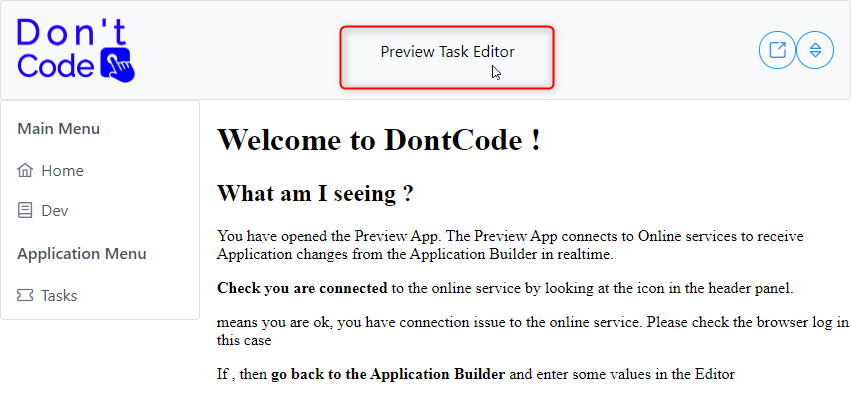 Don't
Code
Preview Task Editor
Main Menu
Home
Dev
Application Menu
Tasks
Welcome to DontCode !
What am I seeing ?
You have opened the Preview App. The Preview App connects to Online services to receive
Application changes from the Application Builder in realtime.
Check you are connected to the online service by looking at the icon in the header panel.
means you are ok, you have connection issue to the online service. Please check the browser log in
this case
If , then go back to the Application Builder and enter some values in the Editor